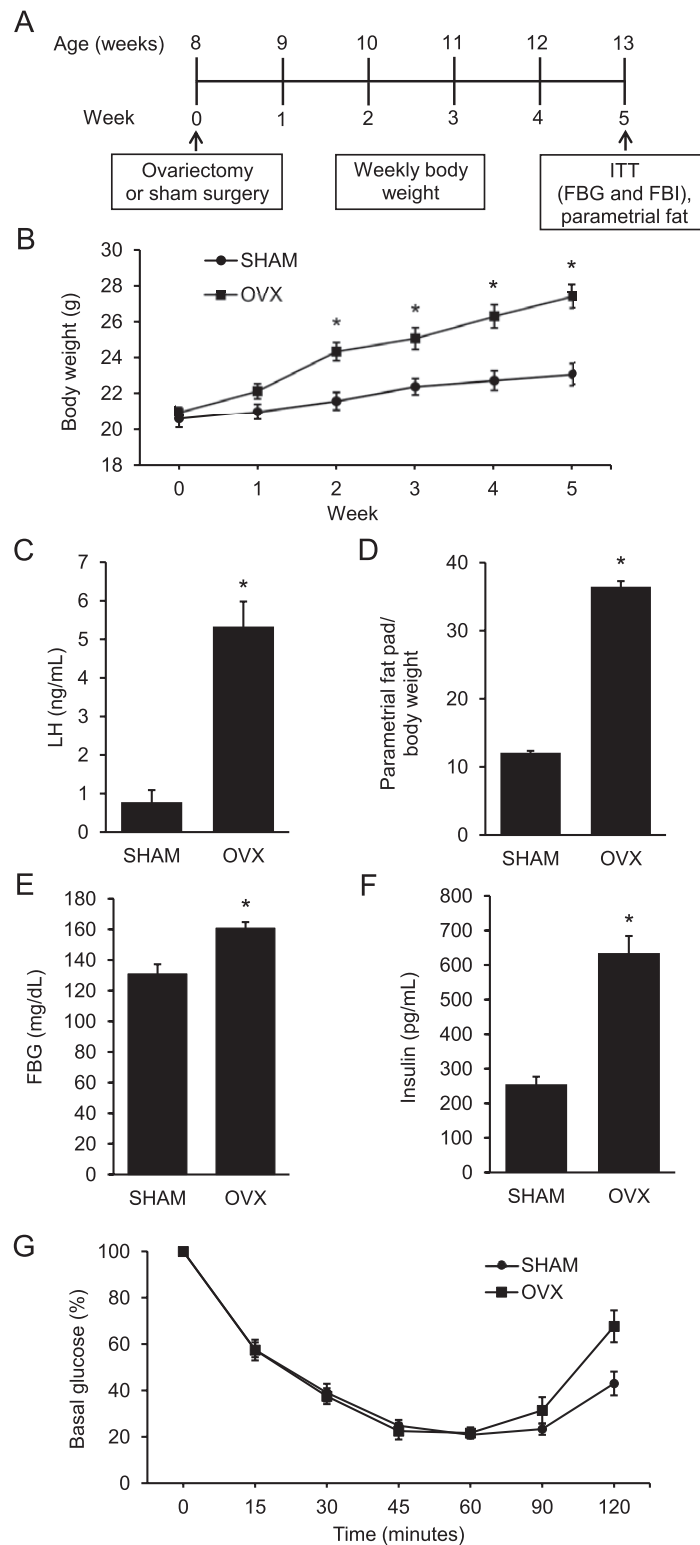 A
Age (weeks) 8 9 10 11 12 13
Week 0 1 2 3 4 5
Ovariectomy
or sham surgery
Weekly body
weight
ITT
(FBG and FBI),
parametrial fat
B
Body weight (g)
30
28
26
24
22
20
18
SHAM
OVX
* * * *
0 1 2 3 4 5
Week
C
LH (ng/mL)
7
6
5
4
3
2
1
0
*
SHAM OVX
D
Parametrial fat pad/
body weight
40
30
20
10
0
*
SHAM OVX
E
FBG (mg/dL)
180
160
140
120
100
80
60
40
20
0
*
SHAM OVX
F
Insulin (pg/mL)
800
700
600
500
400
300
200
100
0
*
SHAM OVX
G
Basal glucose (%)
100
80
60
40
20
0
SHAM
OVX
0 15 30 45 60 90 120
Time (minutes)